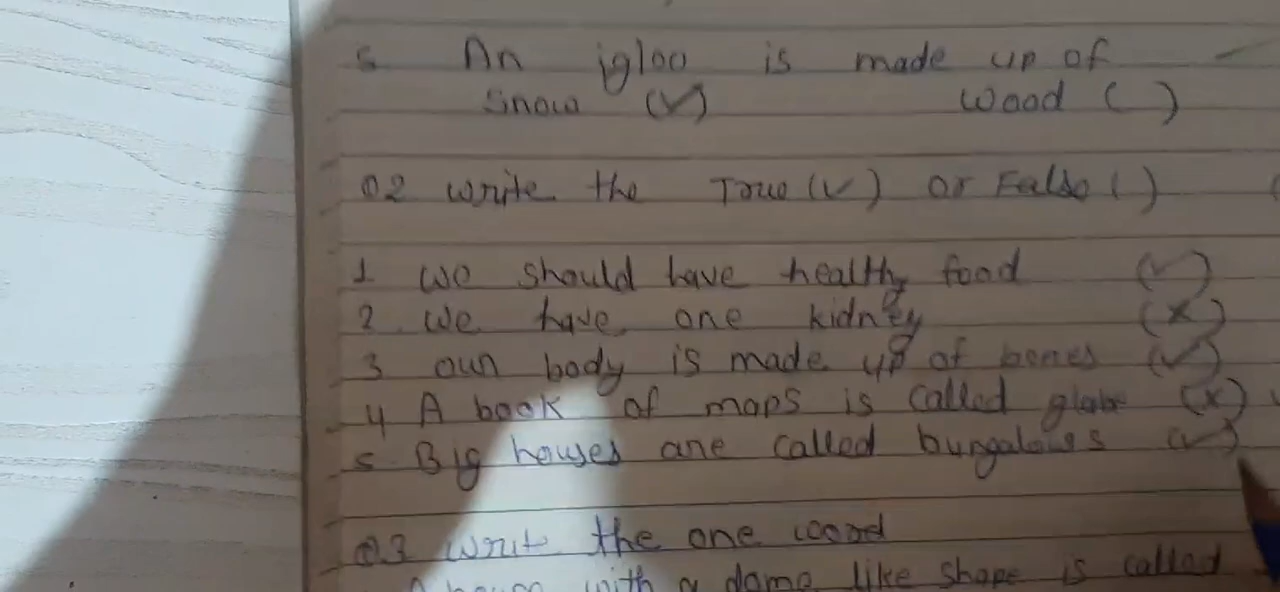 5 An igloo is made up of
Snow (✓) Wood ( )
Q2 write the True (✓) or False ( )
1 we should have healthy food (✓)
2. We have one kidney (x)
3 our body is made up of bones (✓)
4 A book of maps is called globe (x)
5. Big houses are called bungalows (✓)
Q3 write the one word
A house with a dome like shape is called